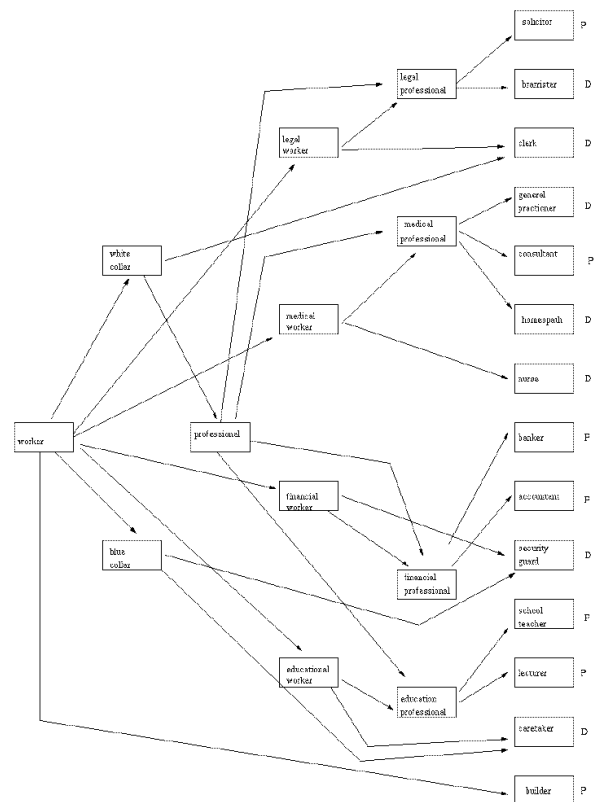 solicitor P
legal
professional
brarrister D
legal
worker
clerk D
general
practioner D
medical
professional
white
collar
consultant P
medical
worker
homeopath D
nurse D
worker
professional
banker P
financial
worker
accountant P
blue
collar
security
guard D
financial
professional
school
teacher P
educational
worker
lecturer P
education
professional
caretaker D
builder P